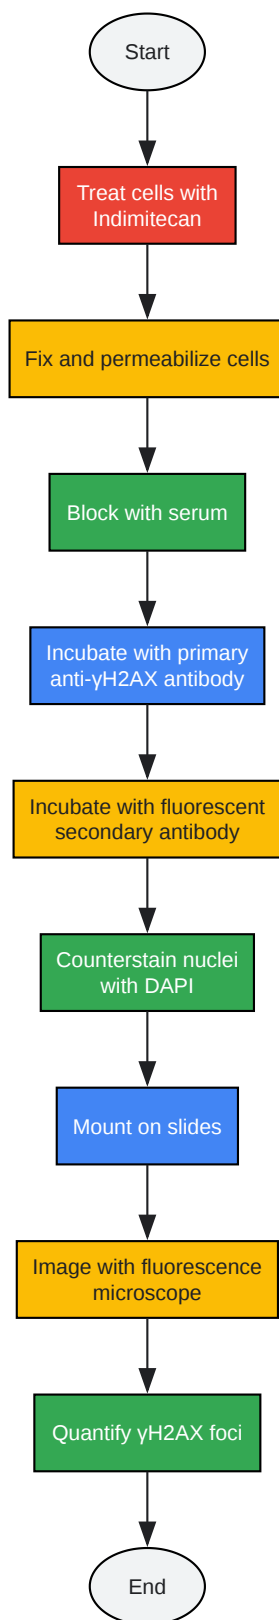 Start
Treat cells with
Indimitecan
Fix and permeabilize cells
Block with serum
Incubate with primary
anti-γH2AX antibody
Incubate with fluorescent
secondary antibody
Counterstain nuclei
with DAPI
Mount on slides
Image with fluorescence
microscope
Quantify γH2AX foci
End